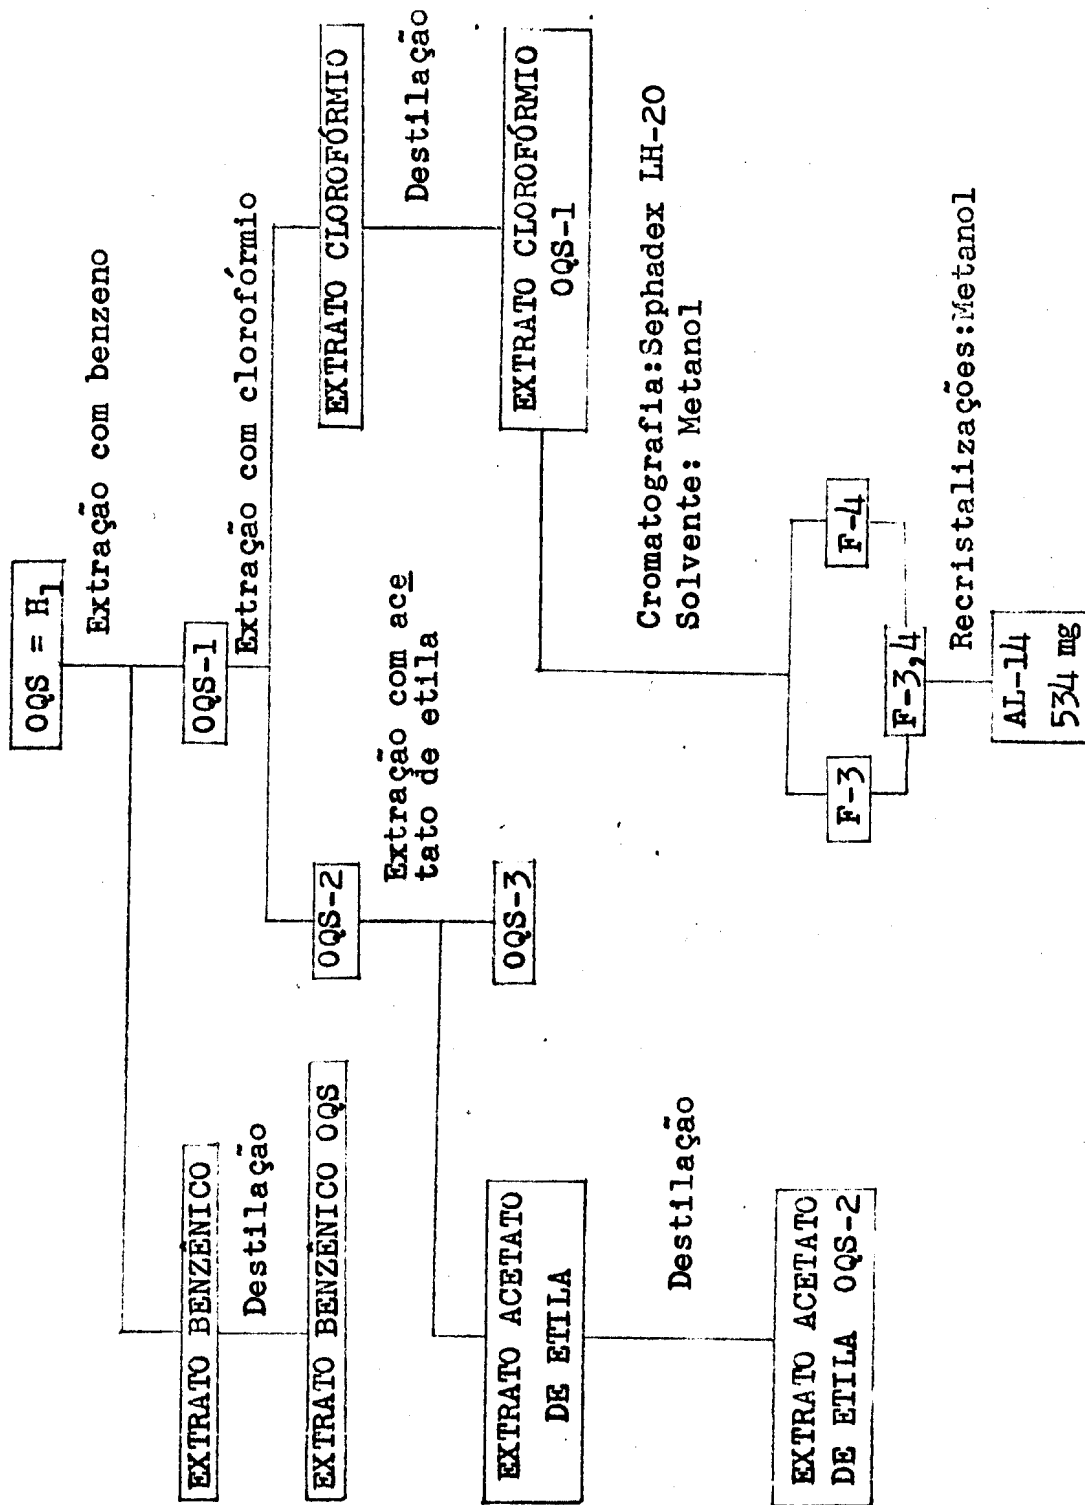 OQS = H1
Extração com benzeno
EXTRATO BENZÊNICO
OQS-1
Destilação
Extração com clorofórmio
EXTRATO BENZÊNICO OQS
OQS-2
EXTRATO CLOROFÓRMIO
Extração com ace
tato de etila
Destilação
EXTRATO ACETATO
DE ETILA
OQS-3
EXTRATO CLOROFÓRMIO
OQS-1
Destilação
Cromatografia:Sephadex LH-20
Solvente: Metanol
EXTRATO ACETATO
DE ETILA OQS-2
F-3
F-4
F-3,4
Recristalizações:Metanol
AL-14
534 mg